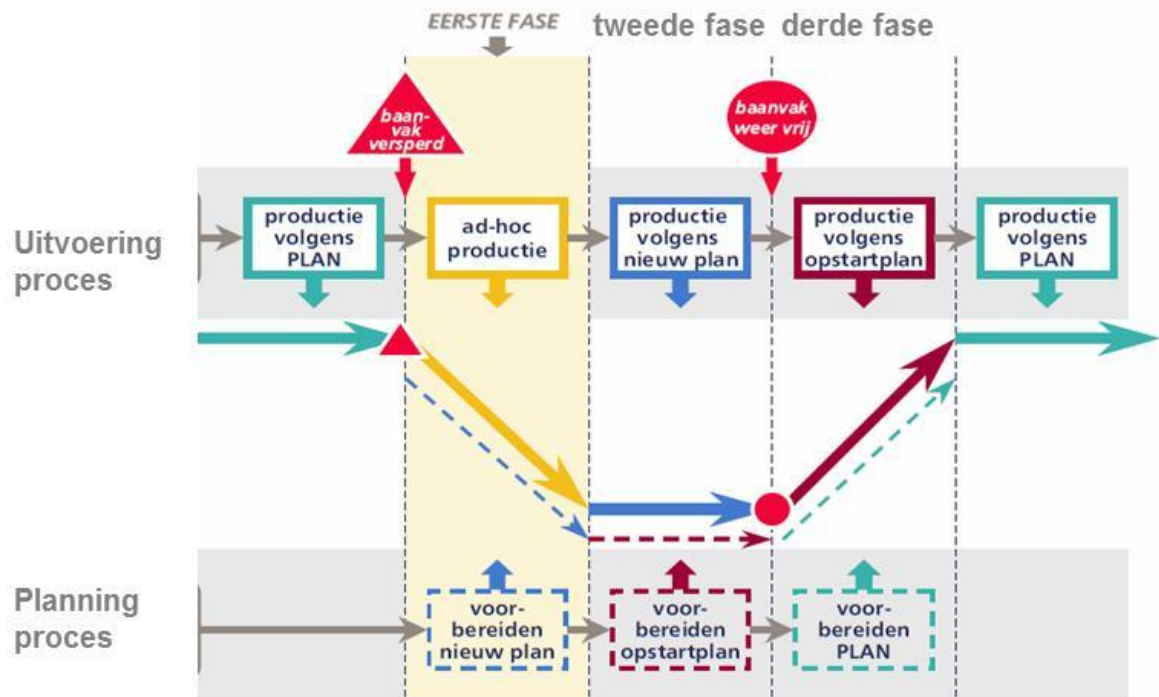 EERSTE FASE
tweede fase
derde fase
baan-
vak
versperd
baanvak
weer vrij
Uitvoering
proces
productie
volgens
PLAN
ad-hoc
productie
productie
volgens
nieuw plan
productie
volgens
opstartplan
productie
volgens
PLAN
Planning
proces
voor-
bereiden
nieuw plan
voor-
bereiden
opstartplan
voor-
bereiden
PLAN